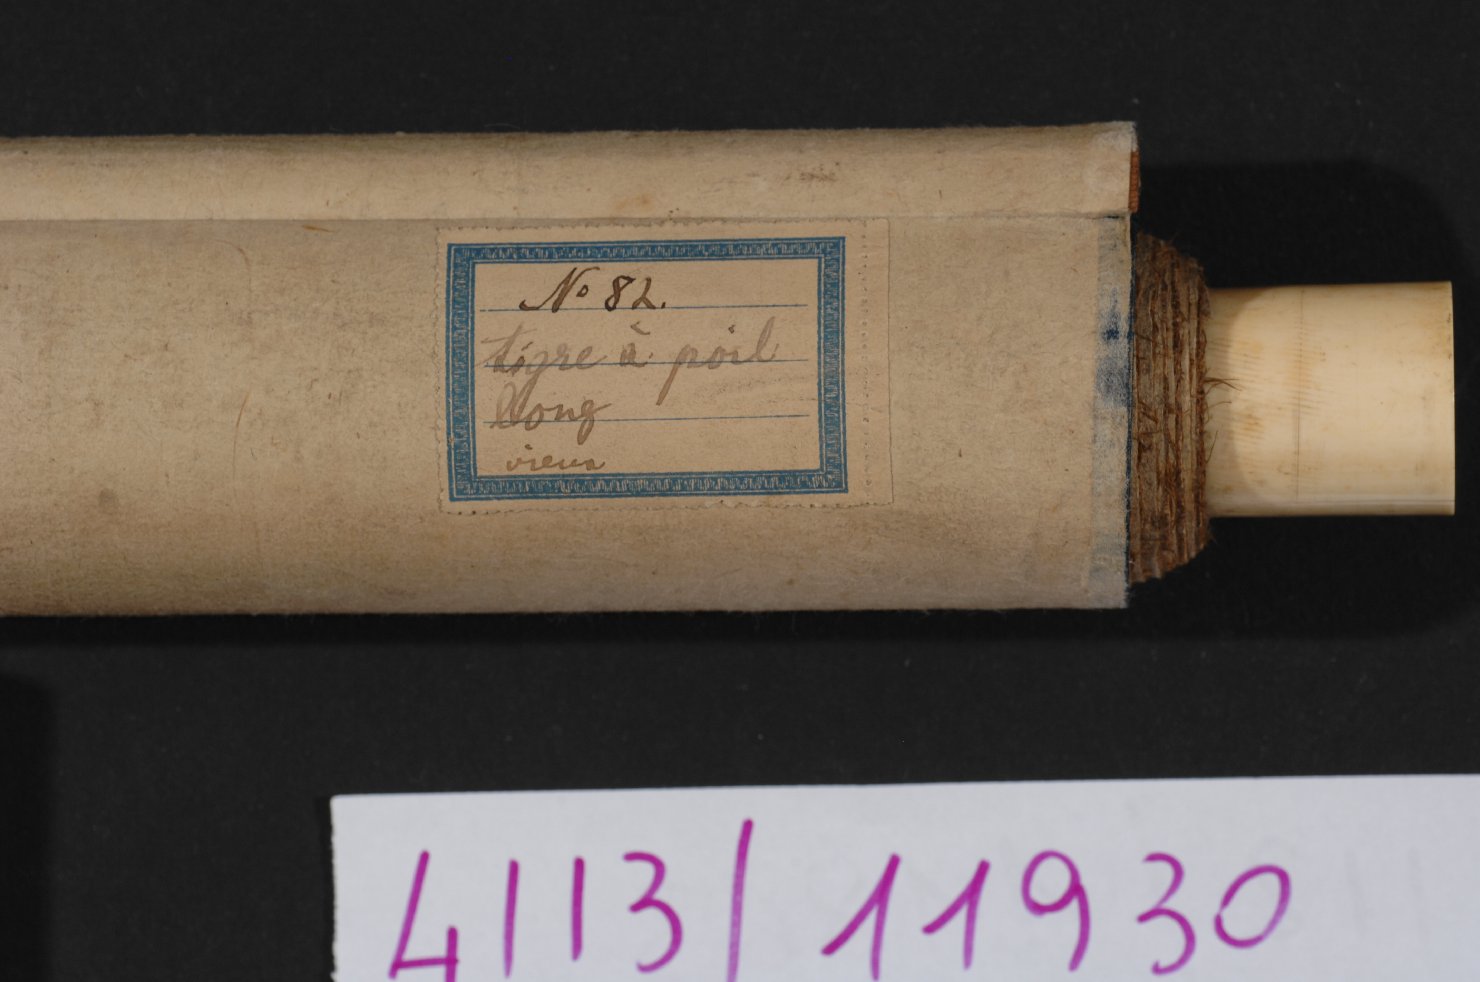 No 82.
tigre à poil
long
vieux
4113/11930